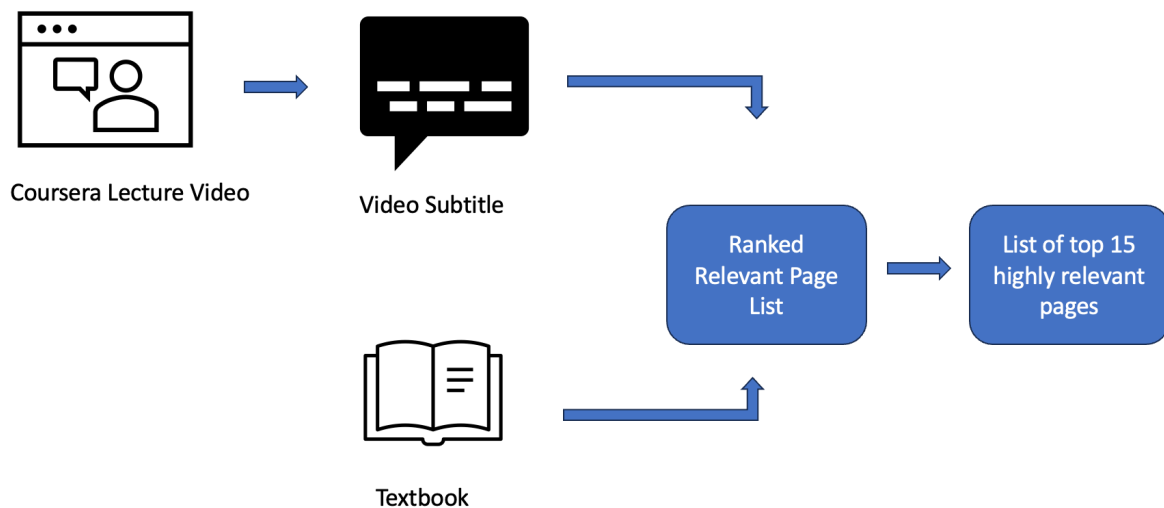 Coursera Lecture Video
Video Subtitle
Ranked
Relevant Page
List
List of top 15
highly relevant
pages
Textbook